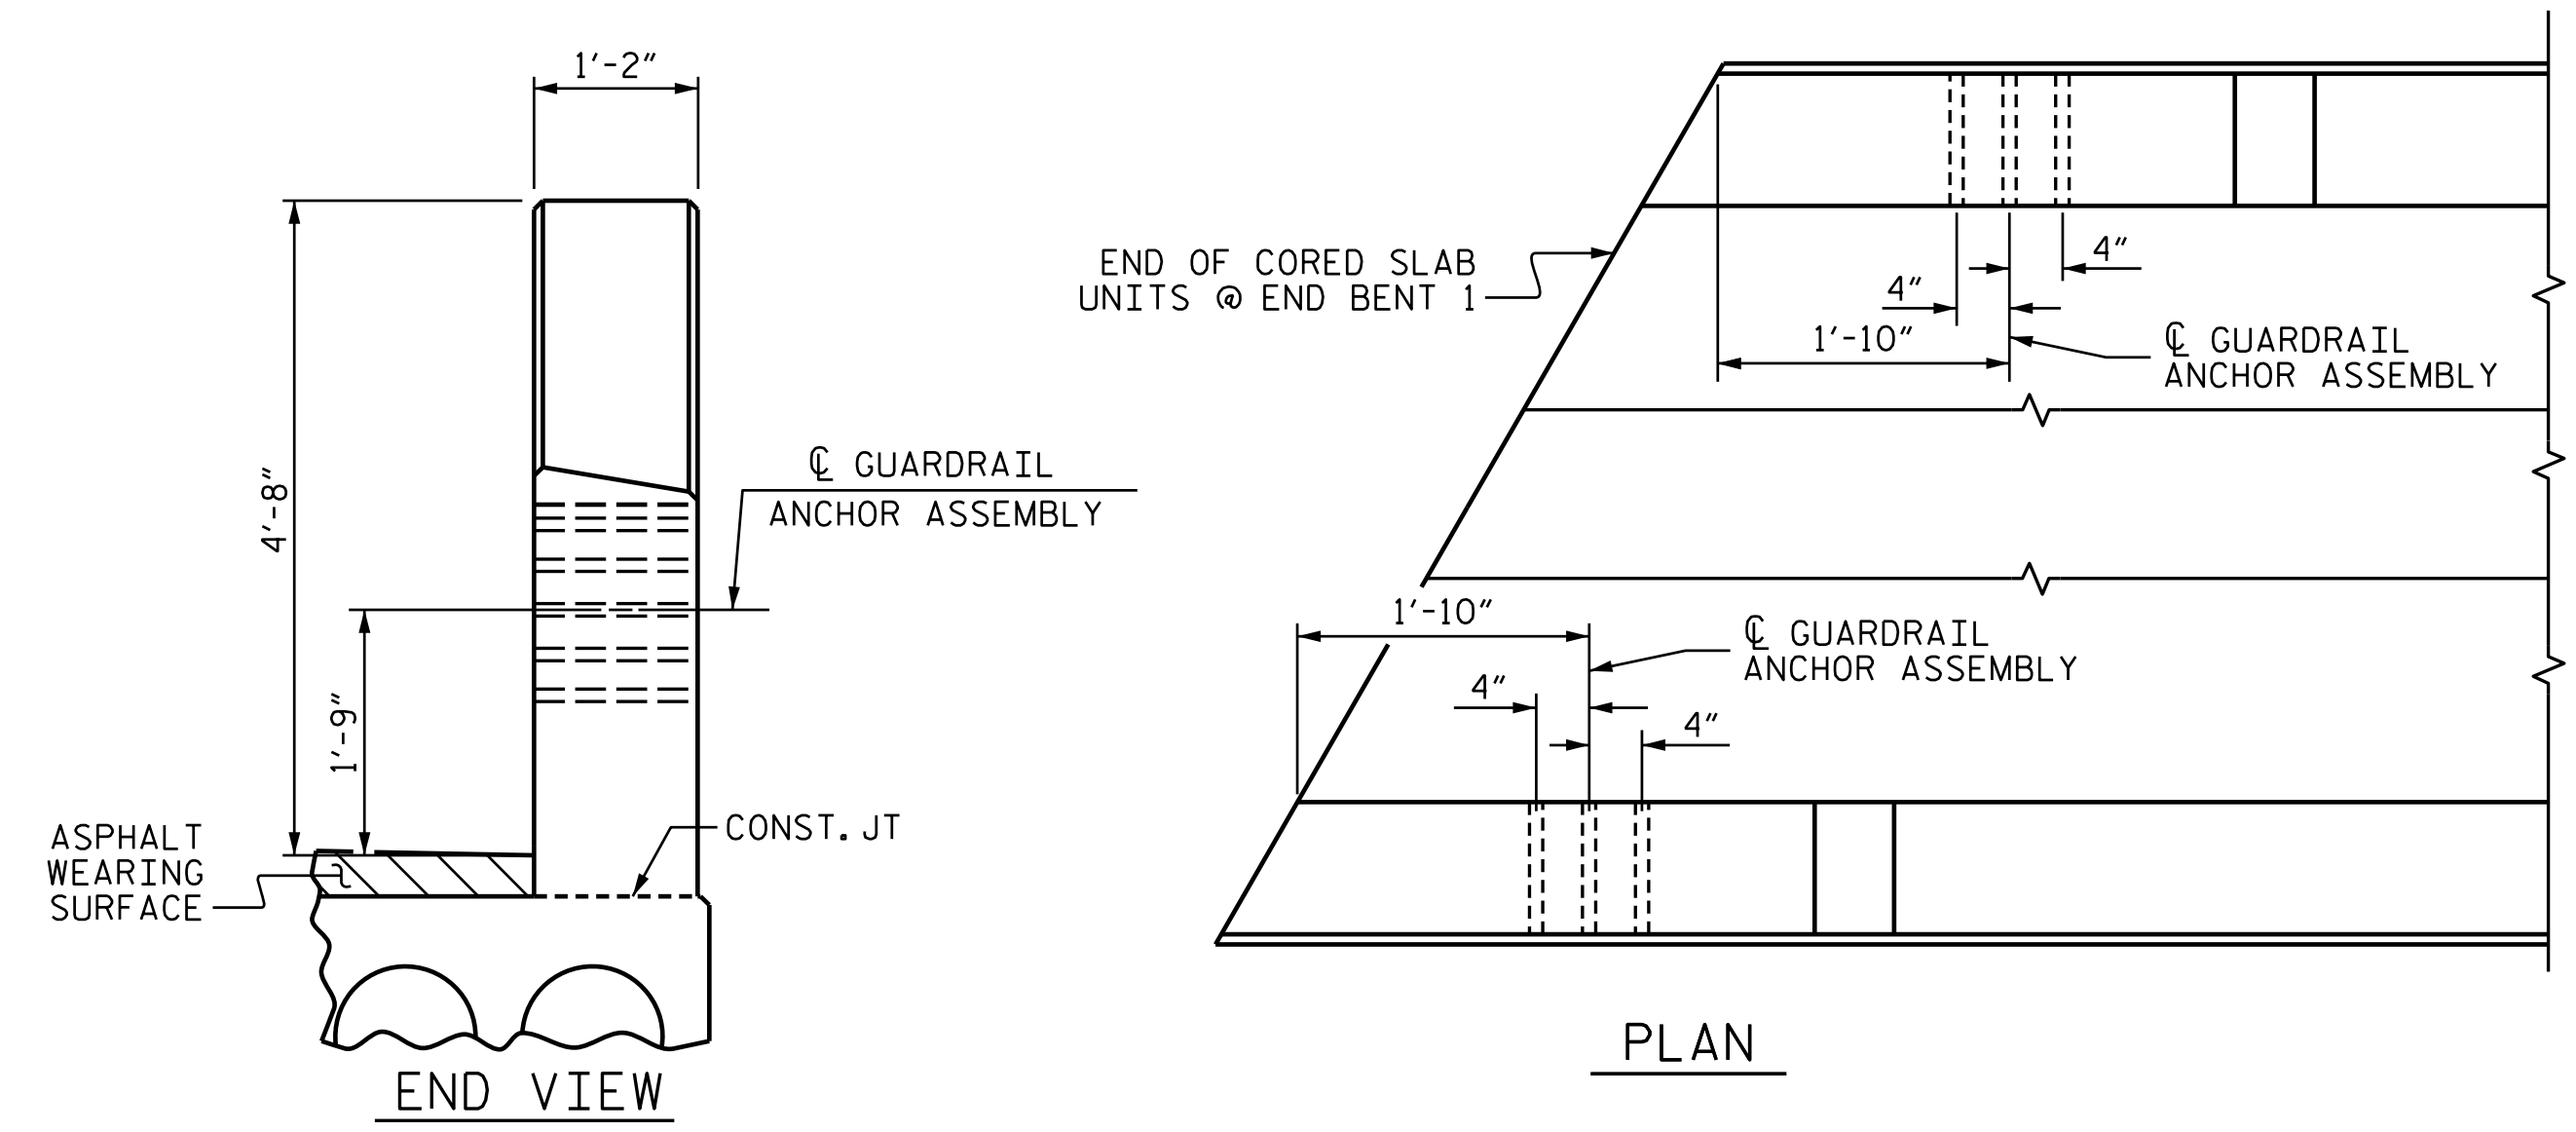 1'-2"
4'-8"
1'-9"
℄ GUARDRAIL
ANCHOR ASSEMBLY
CONST. JT
ASPHALT
WEARING
SURFACE
END VIEW
END OF CORED SLAB
UNITS @ END BENT 1
4"
4"
1'-10"
℄ GUARDRAIL
ANCHOR ASSEMBLY
1'-10"
℄ GUARDRAIL
ANCHOR ASSEMBLY
4"
4"
PLAN